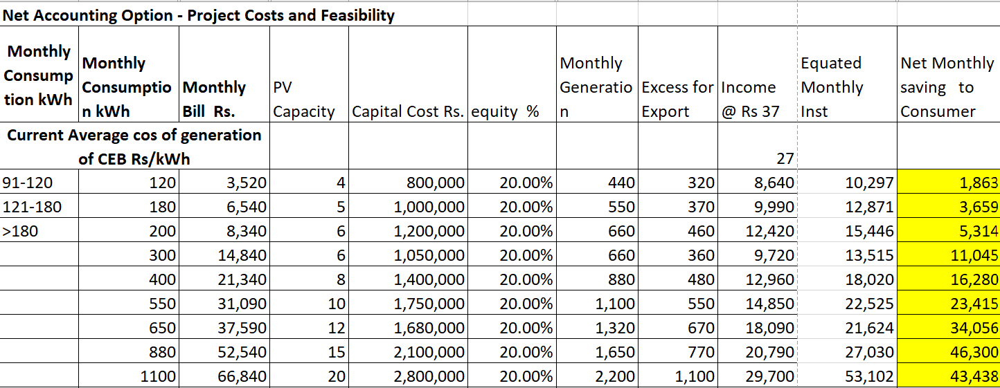 Net Accounting Option - Project Costs and Feasibility
Monthly Consump tion kWh Monthly Consumptio n kWh Monthly Bill Rs. PV Capacity Capital Cost Rs. equity % Monthly Generatio n Excess for Export Income @ Rs 37 Equated Monthly Inst Net Monthly saving to Consumer
Current Average cos of generation
of CEB Rs/kWh 27
91-120 120 3,520 4 800,000 20.00% 440 320 8,640 10,297 1,863
121-180 180 6,540 5 1,000,000 20.00% 550 370 9,990 12,871 3,659
>180 200 8,340 6 1,200,000 20.00% 660 460 12,420 15,446 5,314
300 14,840 6 1,050,000 20.00% 660 360 9,720 13,515 11,045
400 21,340 8 1,400,000 20.00% 880 480 12,960 18,020 16,280
550 31,090 10 1,750,000 20.00% 1,100 550 14,850 22,525 23,415
650 37,590 12 1,680,000 20.00% 1,320 670 18,090 21,624 34,056
880 52,540 15 2,100,000 20.00% 1,650 770 20,790 27,030 46,300
1100 66,840 20 2,800,000 20.00% 2,200 1,100 29,700 53,102 43,438